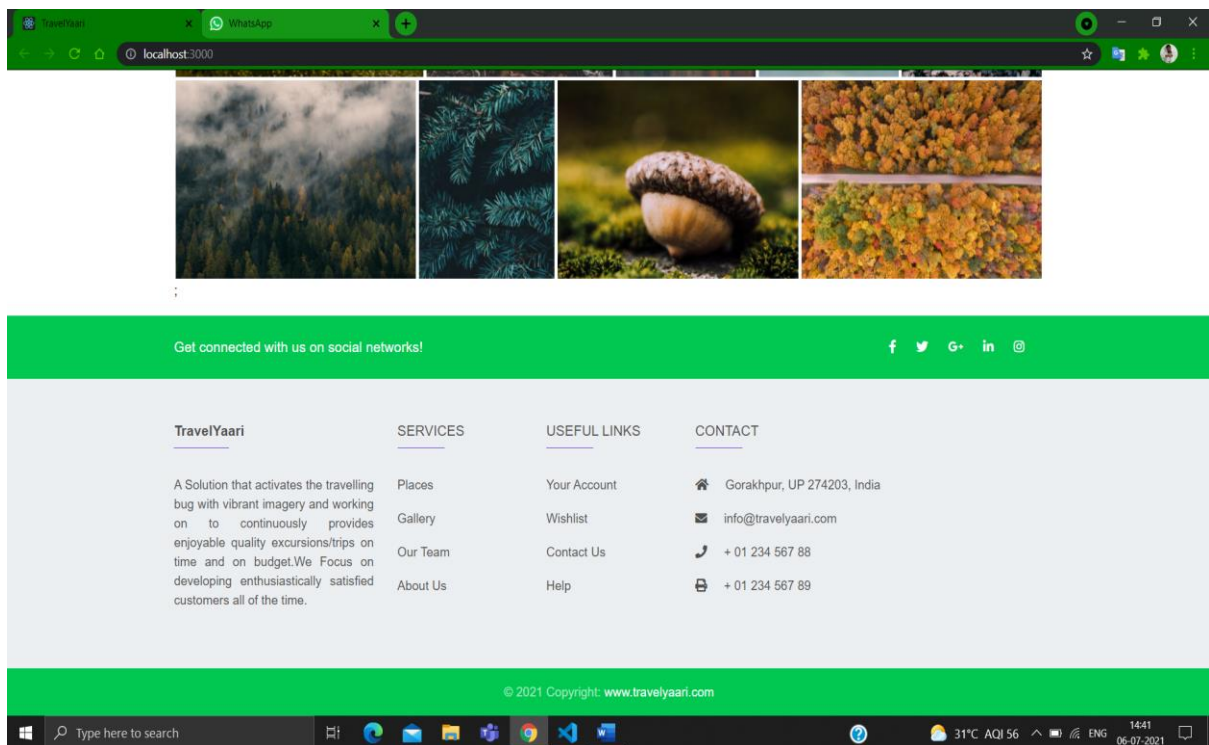 TravelYaari
WhatsApp
localhost:3000
;
Get connected with us on social networks!
TravelYaari
A Solution that activates the travelling
bug with vibrant imagery and working
on to continuously provides
enjoyable quality excursions/trips on
time and on budget.We Focus on
developing enthusiastically satisfied
customers all of the time.
SERVICES
Places
Gallery
Our Team
About Us
USEFUL LINKS
Your Account
Wishlist
Contact Us
Help
CONTACT
Gorakhpur, UP 274203, India
info@travelyaari.com
+ 01 234 567 88
+ 01 234 567 89
© 2021 Copyright: www.travelyaari.com
Type here to search
31°C AQI 56
ENG
14:41
06-07-2021